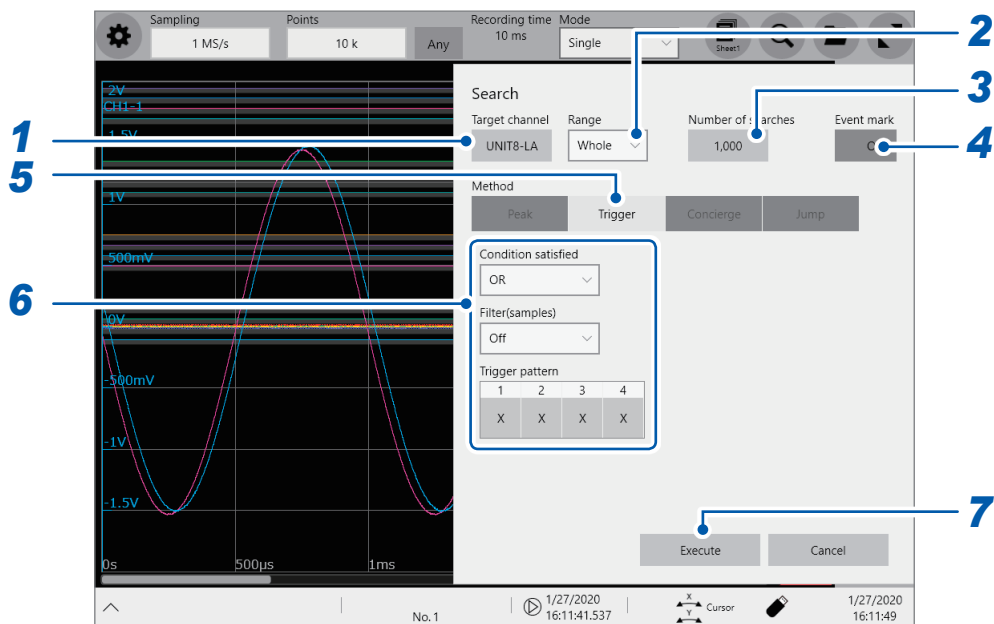 Sampling
Points
Recording time
Mode
1 MS/s
10 k
Any
10 ms
Single
Sheet1
2
2V
CH1-1
1.5V
1V
500mV
0V
-500mV
-1V
-1.5V
0s
500µs
1ms
Search
3
Target channel
Range
Number of searches
Event mark
1
UNIT8-LA
Whole
1,000
4
5
Method
Peak
Trigger
Concierge
Jump
6
Condition satisfied
OR
Filter(samples)
Off
Trigger pattern
1 2 3 4
X X X X
7
Execute
Cancel
No. 1
1/27/2020
16:11:41.537
X
Y
Cursor
1/27/2020
16:11:49